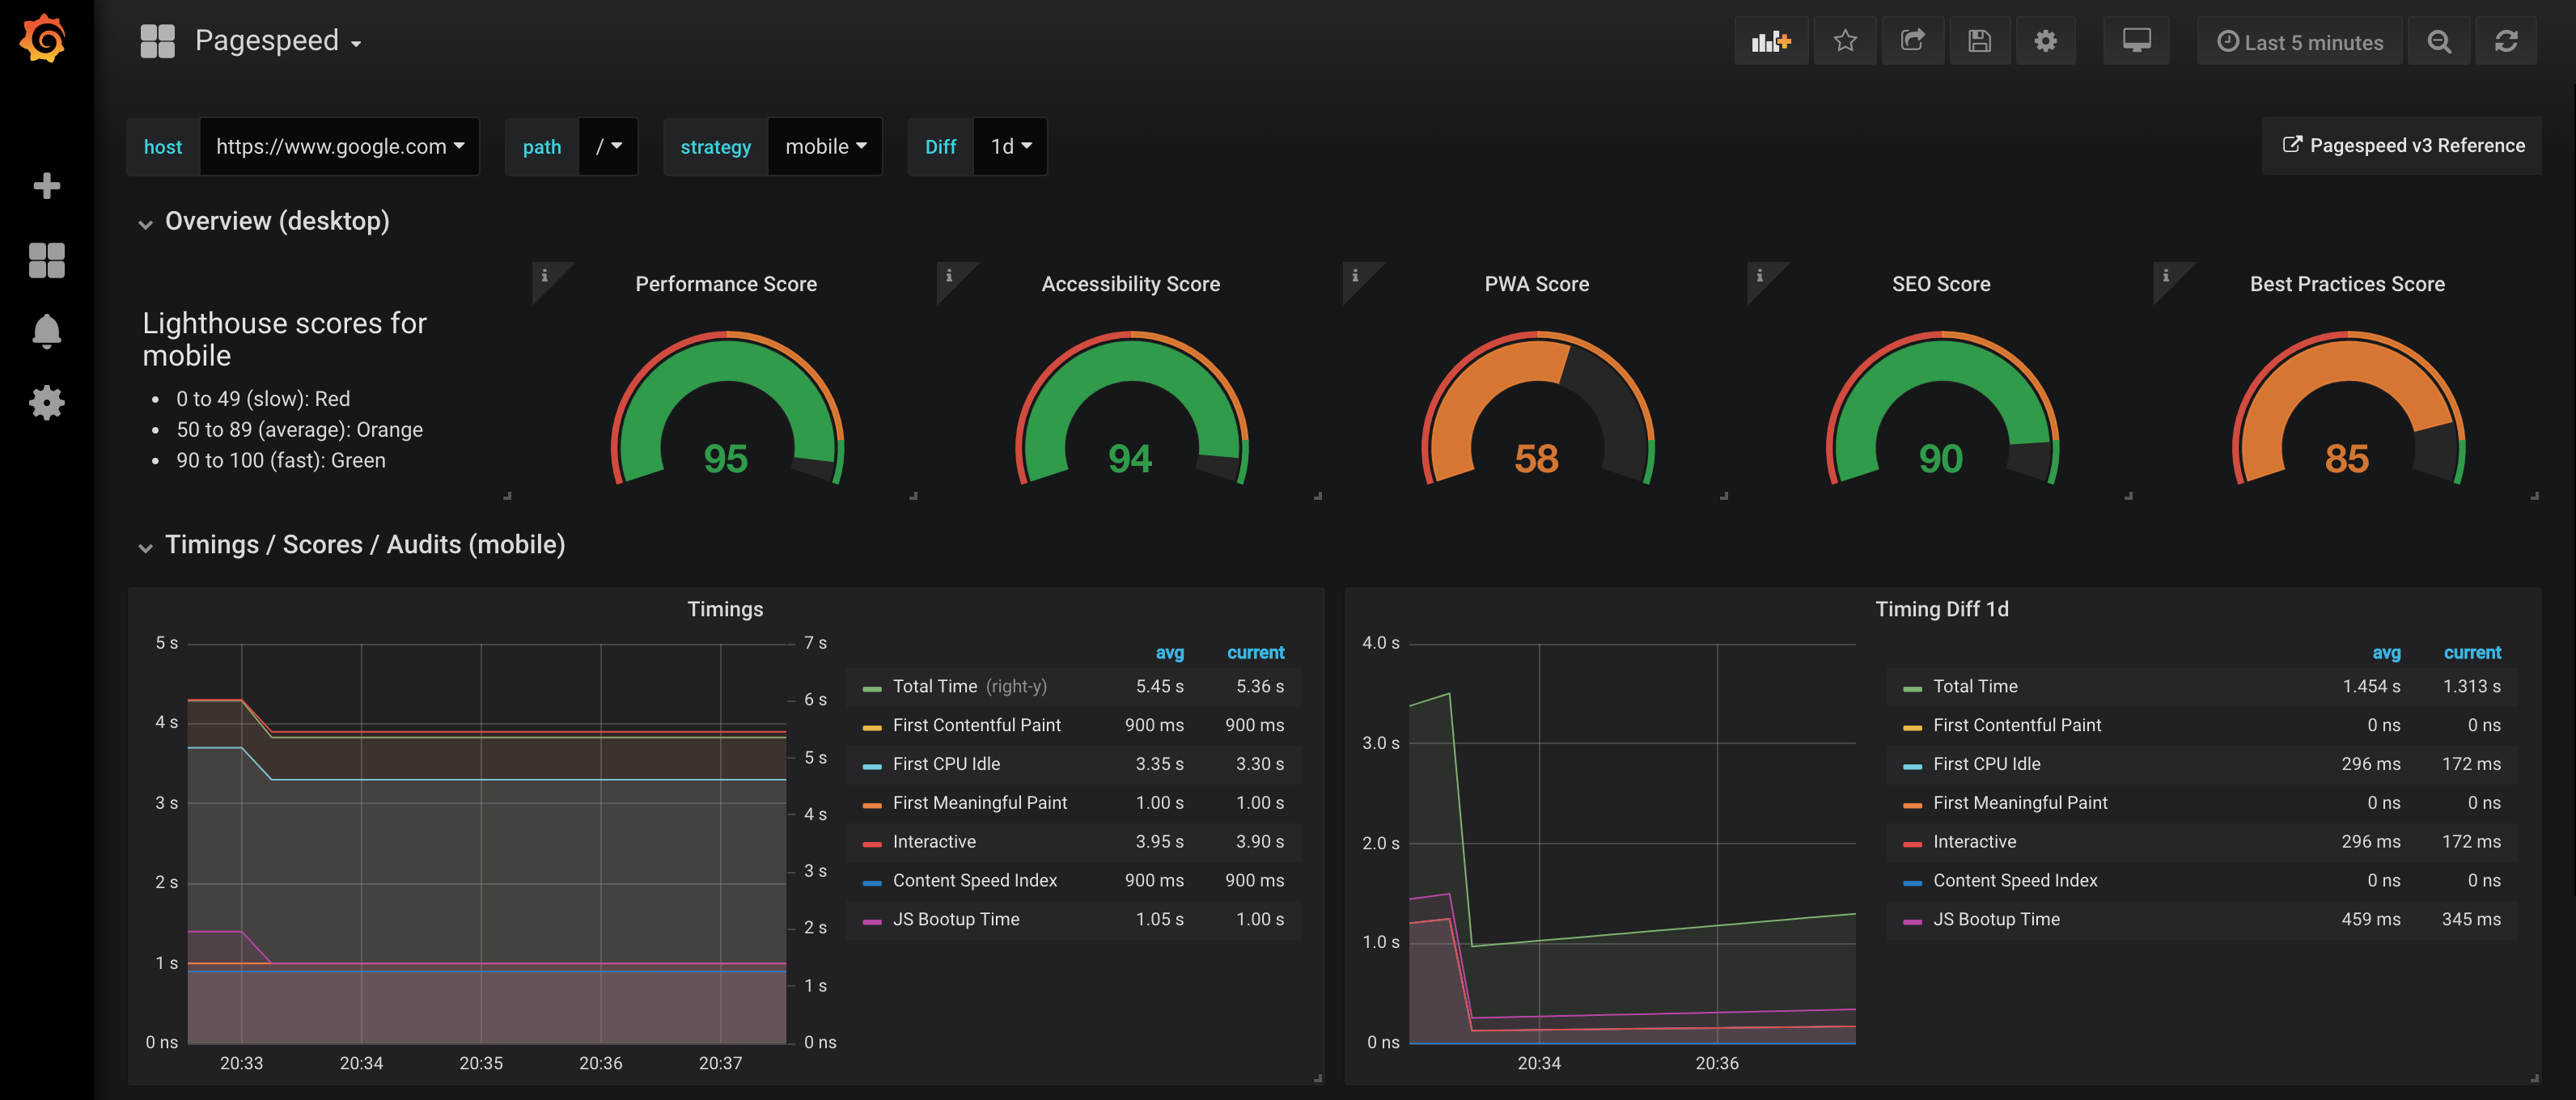 Pagespeed
Last 5 minutes
host https://www.google.com path / strategy mobile Diff 1d Pagespeed v3 Reference
Overview (desktop)
Lighthouse scores for
mobile
• 0 to 49 (slow): Red
• 50 to 89 (average): Orange
• 90 to 100 (fast): Green
Performance Score
95
Accessibility Score
94
PWA Score
58
SEO Score
90
Best Practices Score
85
Timings / Scores / Audits (mobile)
Timings
5 s
4 s
3 s
2 s
1 s
0 ns
7 s
6 s
5 s
4 s
3 s
2 s
1 s
0 ns
20:33 20:34 20:35 20:36 20:37
avg current
Total Time (right-y) 5.45 s 5.36 s
First Contentful Paint 900 ms 900 ms
First CPU Idle 3.35 s 3.30 s
First Meaningful Paint 1.00 s 1.00 s
Interactive 3.95 s 3.90 s
Content Speed Index 900 ms 900 ms
JS Bootup Time 1.05 s 1.00 s
Timing Diff 1d
4.0 s
3.0 s
2.0 s
1.0 s
0 ns
20:34 20:36
avg current
Total Time 1.454 s 1.313 s
First Contentful Paint 0 ns 0 ns
First CPU Idle 296 ms 172 ms
First Meaningful Paint 0 ns 0 ns
Interactive 296 ms 172 ms
Content Speed Index 0 ns 0 ns
JS Bootup Time 459 ms 345 ms